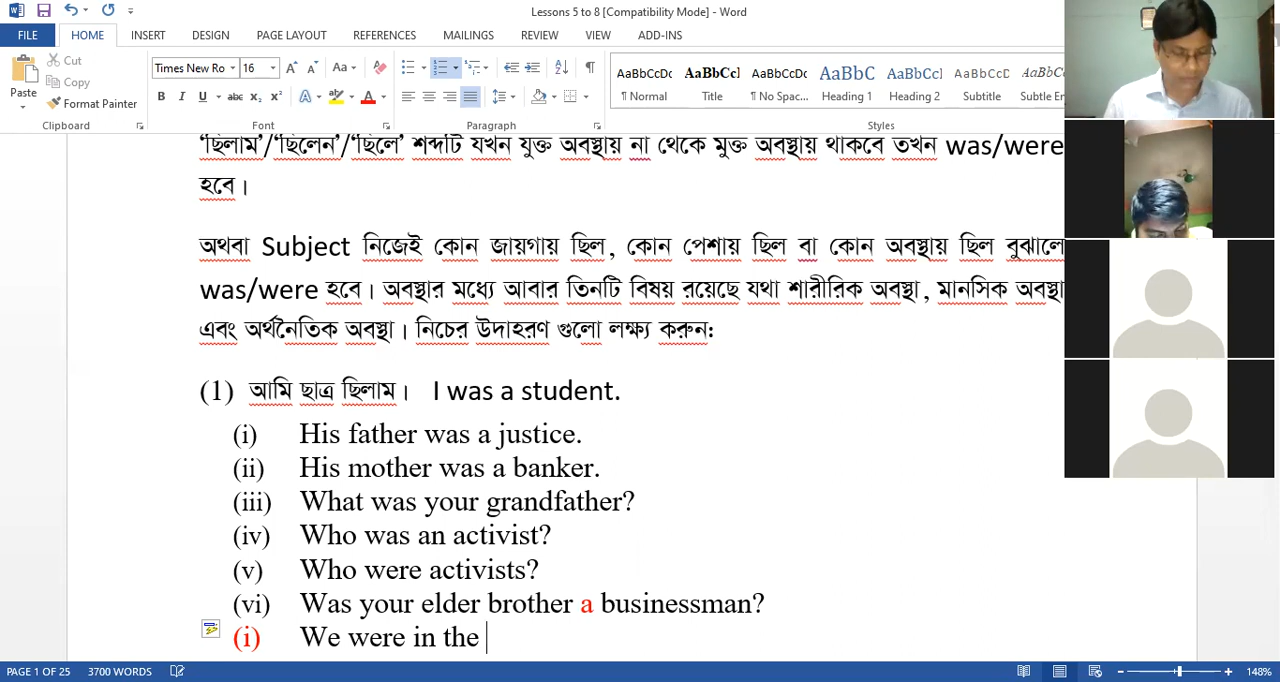 Lessons 5 to 8 [Compatibility Mode] - Word
FILE HOME INSERT DESIGN PAGE LAYOUT REFERENCES MAILINGS REVIEW VIEW ADD-INS
Cut
Copy
Paste
Format Painter
Times New Ro 16
AaBbCcDc AaBbCcI AaBbCcDc AaBbC AaBbCcI AaBbCcD AaBbCcD
¶ Normal Title ¶ No Spac... Heading 1 Heading 2 Subtitle Subtle En
Clipboard Font Paragraph Styles
‘ছিলাম’/‘ছিলেন’/‘ছিলে’ শব্দটি যখন যুক্ত অবস্থায় না থেকে মুক্ত অবস্থায় থাকবে তখন was/were
হবে।
অথবা Subject নিজেই কোন জায়গায় ছিল, কোন পেশায় ছিল বা কোন অবস্থায় ছিল বুঝালে
was/were হবে। অবস্থার মধ্যে আবার তিনটি বিষয় রয়েছে যথা শারীরিক অবস্থা, মানসিক অবস্থা
এবং অর্থনৈতিক অবস্থা। নিচের উদাহরণ গুলো লক্ষ্য করুন:
(1) আমি ছাত্র ছিলাম। I was a student.
(i) His father was a justice.
(ii) His mother was a banker.
(iii) What was your grandfather?
(iv) Who was an activist?
(v) Who were activists?
(vi) Was your elder brother a businessman?
(i) We were in the
PAGE 1 OF 25 3700 WORDS 148%